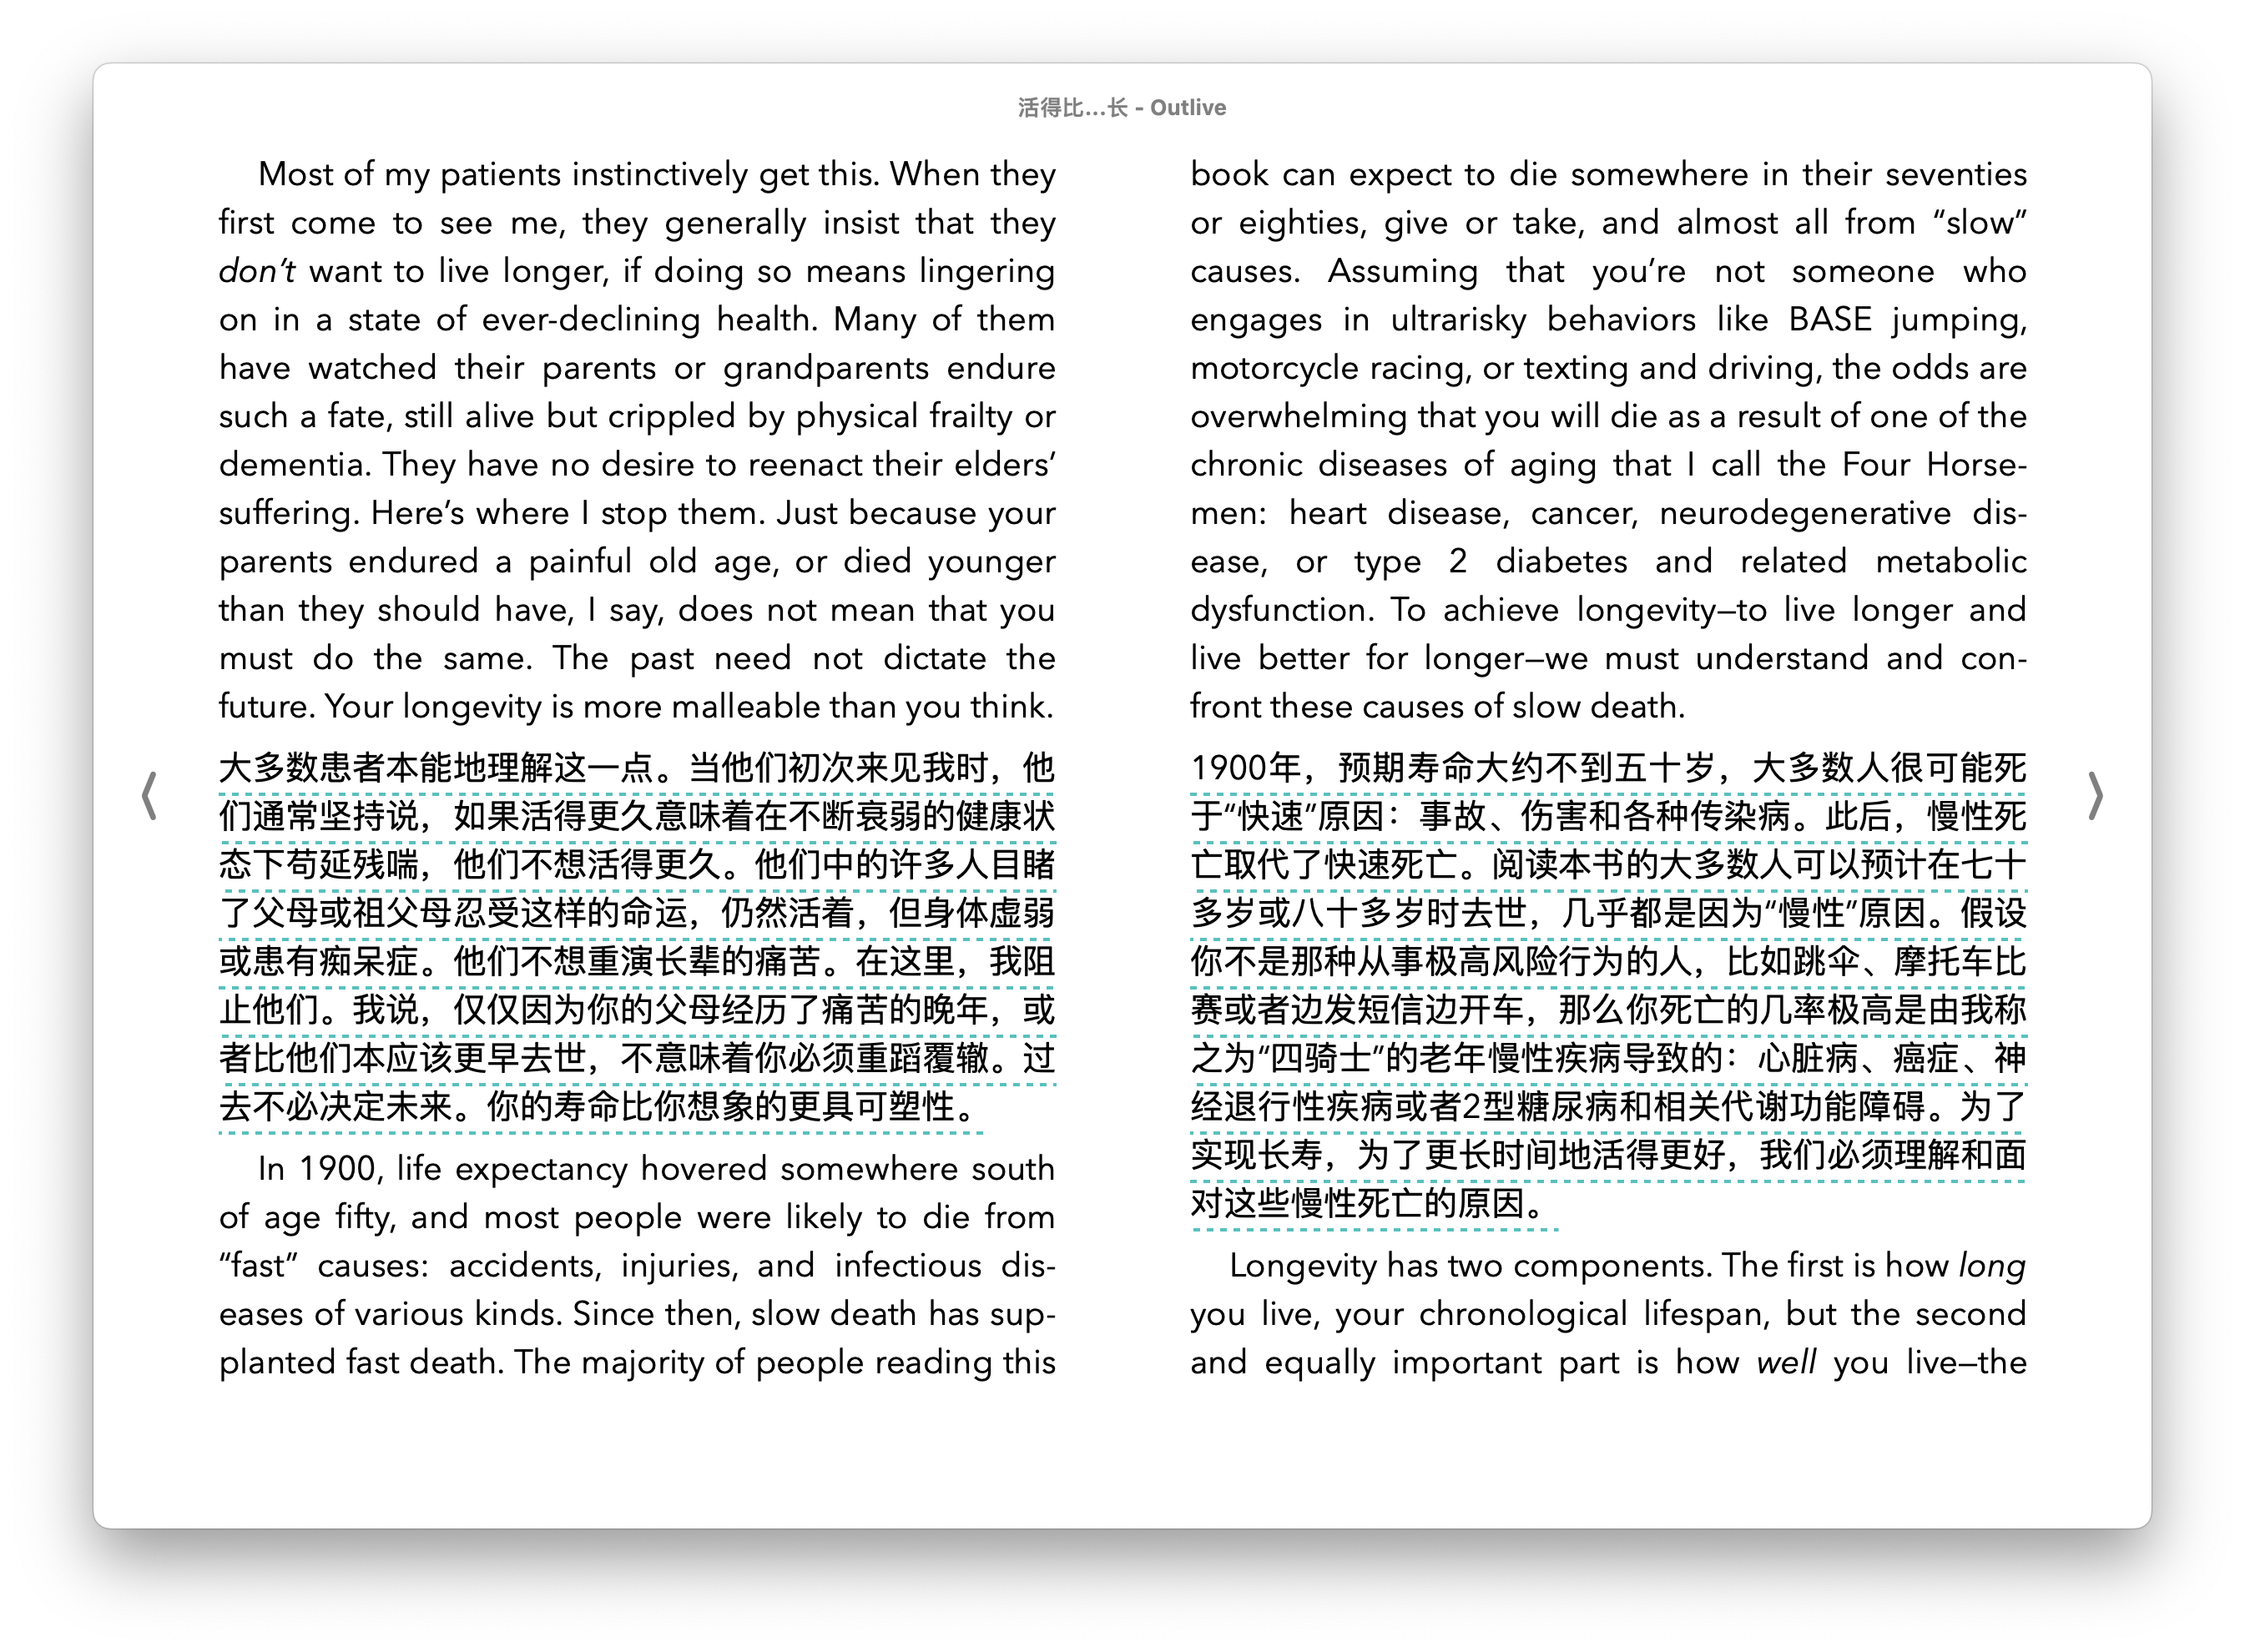 活得比...长 - Outlive
Most of my patients instinctively get this. When they
first come to see me, they generally insist that they
don’t want to live longer, if doing so means lingering
on in a state of ever-declining health. Many of them
have watched their parents or grandparents endure
such a fate, still alive but crippled by physical frailty or
dementia. They have no desire to reenact their elders’
suffering. Here’s where I stop them. Just because your
parents endured a painful old age, or died younger
than they should have, I say, does not mean that you
must do the same. The past need not dictate the
future. Your longevity is more malleable than you think.
大多数患者本能地理解这一点。当他们初次来见我时，他
们通常坚持说，如果活得更久意味着在不断衰弱的健康状
态下苟延残喘，他们不想活得更久。他们中的许多人目睹
了父母或祖父母忍受这样的命运，仍然活着，但身体虚弱
或患有痴呆症。他们不想重演长辈的痛苦。在这里，我阻
止他们。我说，仅仅因为你的父母经历了痛苦的晚年，或
者比他们本应该更早去世，不意味着你必须重蹈覆辙。过
去不必决定未来。你的寿命比你想象的更具可塑性。
In 1900, life expectancy hovered somewhere south
of age fifty, and most people were likely to die from
“fast” causes: accidents, injuries, and infectious dis-
eases of various kinds. Since then, slow death has sup-
planted fast death. The majority of people reading this
book can expect to die somewhere in their seventies
or eighties, give or take, and almost all from “slow”
causes. Assuming that you’re not someone who
engages in ultrarisky behaviors like BASE jumping,
motorcycle racing, or texting and driving, the odds are
overwhelming that you will die as a result of one of the
chronic diseases of aging that I call the Four Horse-
men: heart disease, cancer, neurodegenerative dis-
ease, or type 2 diabetes and related metabolic
dysfunction. To achieve longevity—to live longer and
live better for longer—we must understand and con-
front these causes of slow death.
1900年，预期寿命大约不到五十岁，大多数人很可能死
于“快速”原因：事故、伤害和各种传染病。此后，慢性死
亡取代了快速死亡。阅读本书的大多数人可以预计在七十
多岁或八十多岁时去世，几乎都是因为“慢性”原因。假设
你不是那种从事极高风险行为的人，比如跳伞、摩托车比
赛或者边发短信边开车，那么你死亡的几率极高是由我称
之为“四骑士”的老年慢性疾病导致的：心脏病、癌症、神
经退行性疾病或者2型糖尿病和相关代谢功能障碍。为了
实现长寿，为了更长时间地活得更好，我们必须理解和面
对这些慢性死亡的原因。
Longevity has two components. The first is how long
you live, your chronological lifespan, but the second
and equally important part is how well you live—the